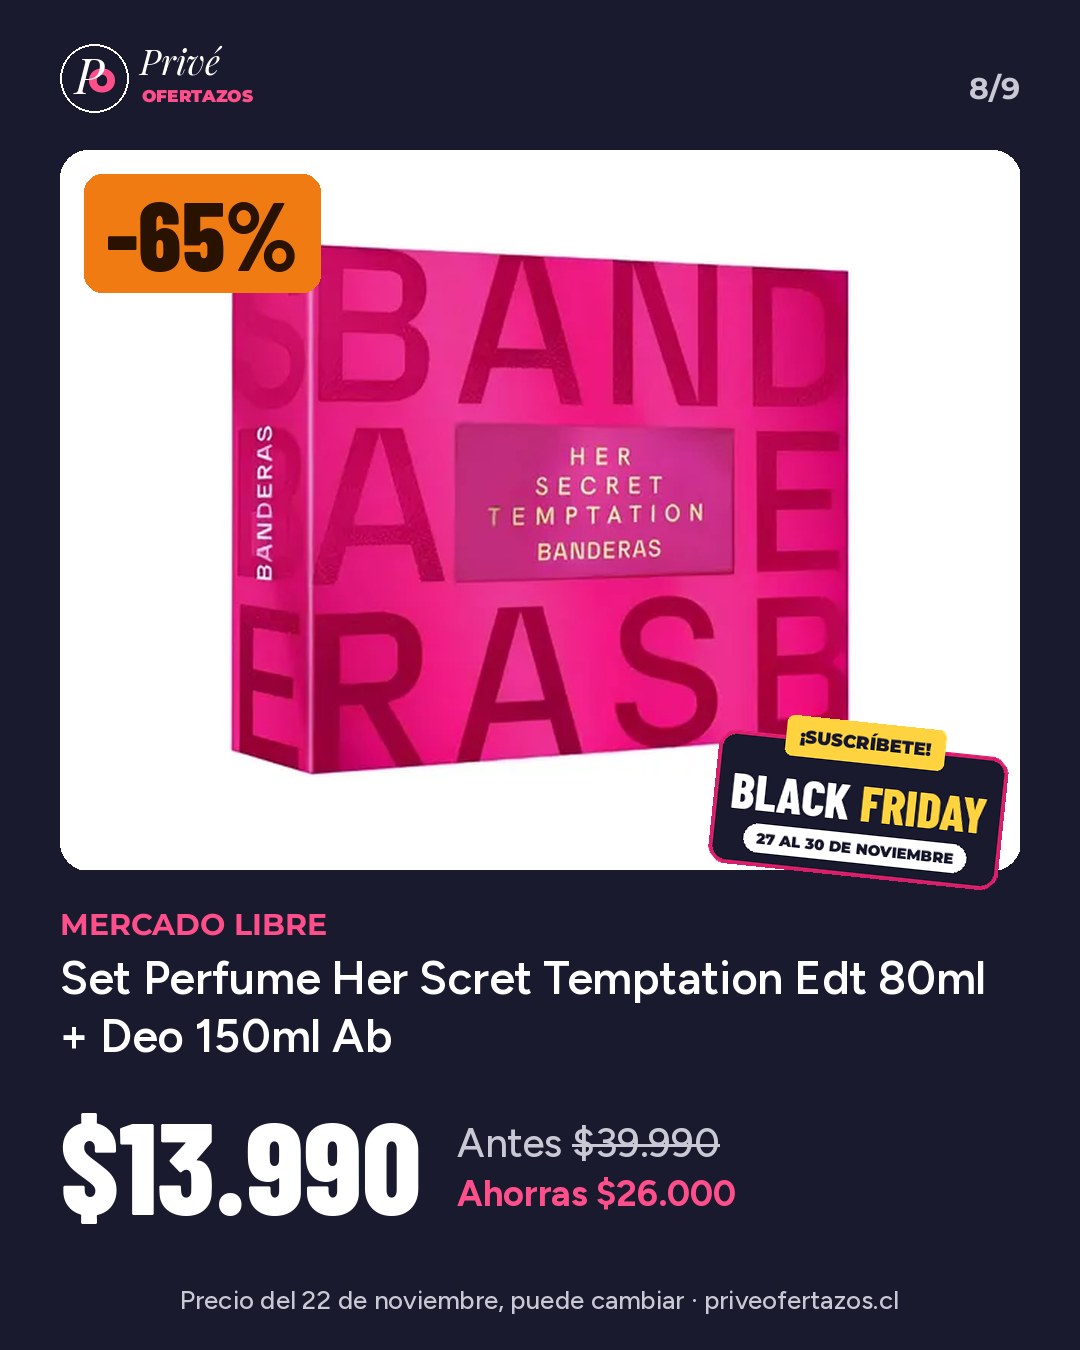 Privé
OFERTAZOS
8/9
-65%
BAND
BANDERAS
HER
SECRET
TEMPTATION
BANDERAS
A E
ERASB
¡SUSCRÍBETE!
BLACK FRIDAY
27 AL 30 DE NOVIEMBRE
MERCADO LIBRE
Set Perfume Her Scret Temptation Edt 80ml
+ Deo 150ml Ab
$13.990
Antes $39.990
Ahorras $26.000
Precio del 22 de noviembre, puede cambiar · priveofertazos.cl